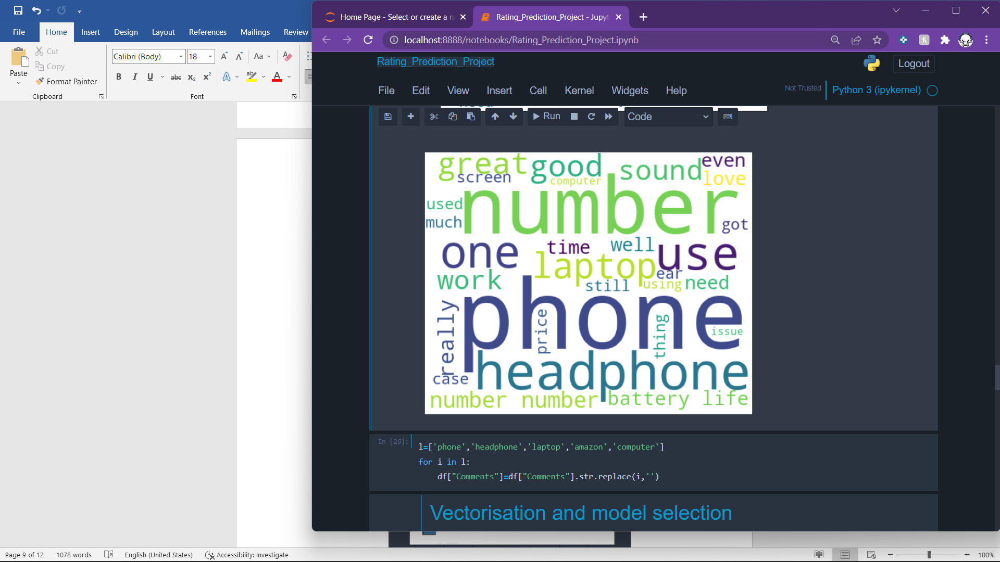 File
Home
Insert
Design
Layout
References
Mailings
Review
Paste
Cut
Copy
Format Painter
Clipboard
Calibri (Body)
18
Aa
B I U abc x₂ x² A ab A
Font
Home Page - Select or create a n
Rating_Prediction_Project - Jupyt
localhost:8888/notebooks/Rating_Prediction_Project.ipynb
Rating_Prediction_Project
Logout
File Edit View Insert Cell Kernel Widgets Help
Not Trusted
Python 3 (ipykernel)
Run
Code
great good sound even
screen computer love
used number
much got
one time well use
laptop ear
work still using need
really phone price thing issue
case headphone
number number battery life
In [26]:
l=['phone','headphone','laptop','amazon','computer']
for i in l:
df["Comments"]=df["Comments"].str.replace(i,'')
Vectorisation and model selection
Page 9 of 12
1078 words
English (United States)
Accessibility: Investigate
100%